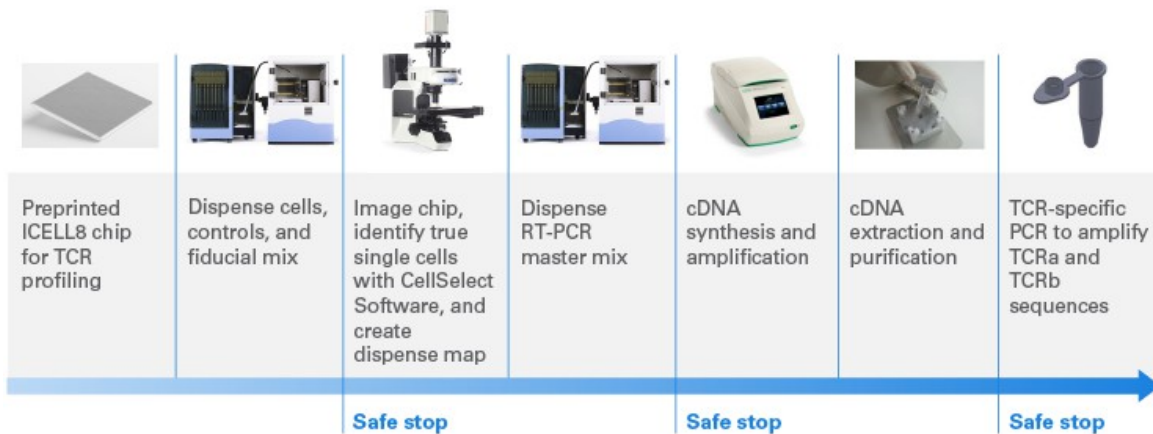 Preprinted
ICELL8 chip
for TCR
profiling
Dispense cells,
controls, and
fiducial mix
Image chip,
identify true
single cells
with CellSelect
Software, and
create
dispense map
Dispense
RT-PCR
master mix
cDNA
synthesis and
amplification
cDNA
extraction and
purification
TCR-specific
PCR to amplify
TCRa and
TCRb
sequences
Safe stop
Safe stop
Safe stop